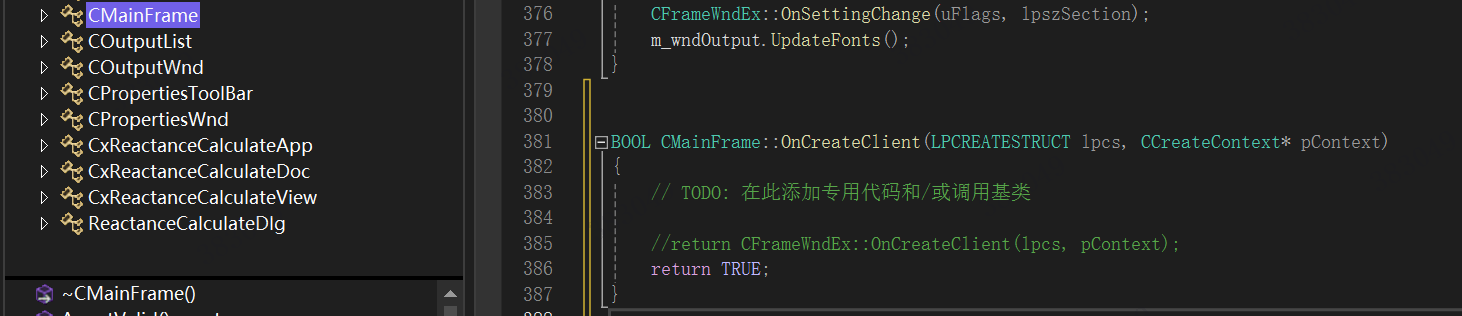 CMainFrame
COutputList
COutputWnd
CPropertiesToolBar
CPropertiesWnd
CxReactanceCalculateApp
CxReactanceCalculateDoc
CxReactanceCalculateView
ReactanceCalculateDlg
~CMainFrame()
376 CFrameWndEx::OnSettingChange(uFlags, lpszSection);
377 m_wndOutput.UpdateFonts();
378 }
379
380
381 BOOL CMainFrame::OnCreateClient(LPCREATESTRUCT lpcs, CCreateContext* pContext)
382 {
383 // TODO: 在此添加专用代码和/或调用基类
384
385 //return CFrameWndEx::OnCreateClient(lpcs, pContext);
386 return TRUE;
387 }